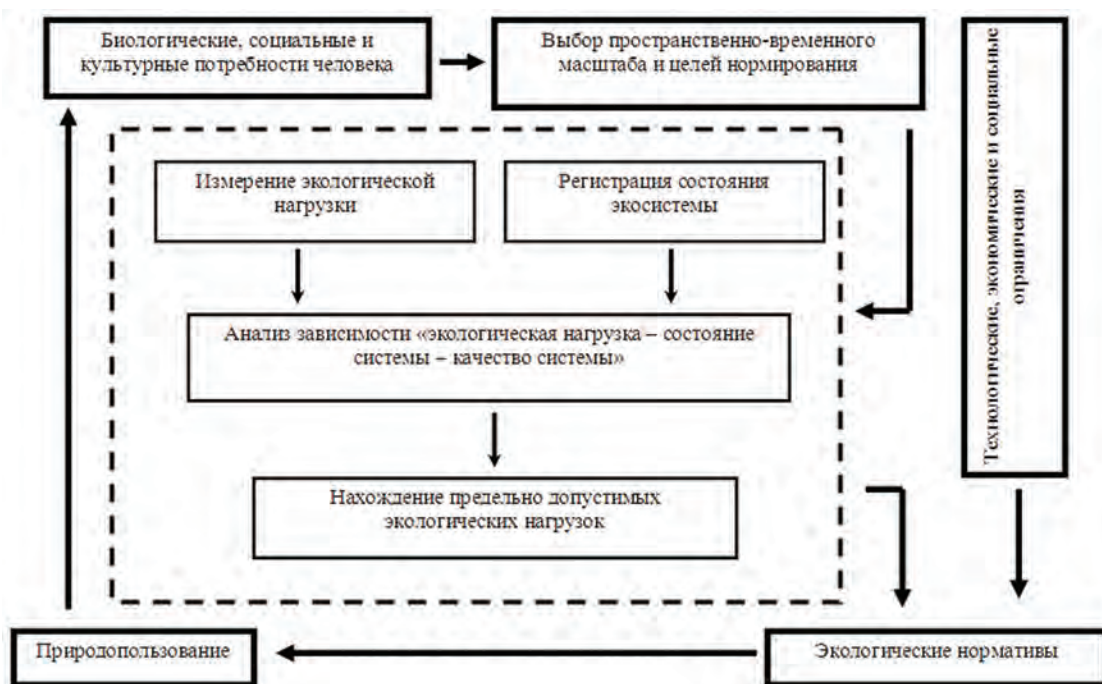 Биологические, социальные и
культурные потребности человека
Выбор пространственно-временного
масштаба и целей нормирования
Технологические, экономические и социальные
ограничения
Измерение экологической
нагрузки
Регистрация состояния
экосистемы
Анализ зависимости «экологическая нагрузка – состояние
системы – качество системы»
Нахождение предельно допустимых
экологических нагрузок
Природопользование
Экологические нормативы